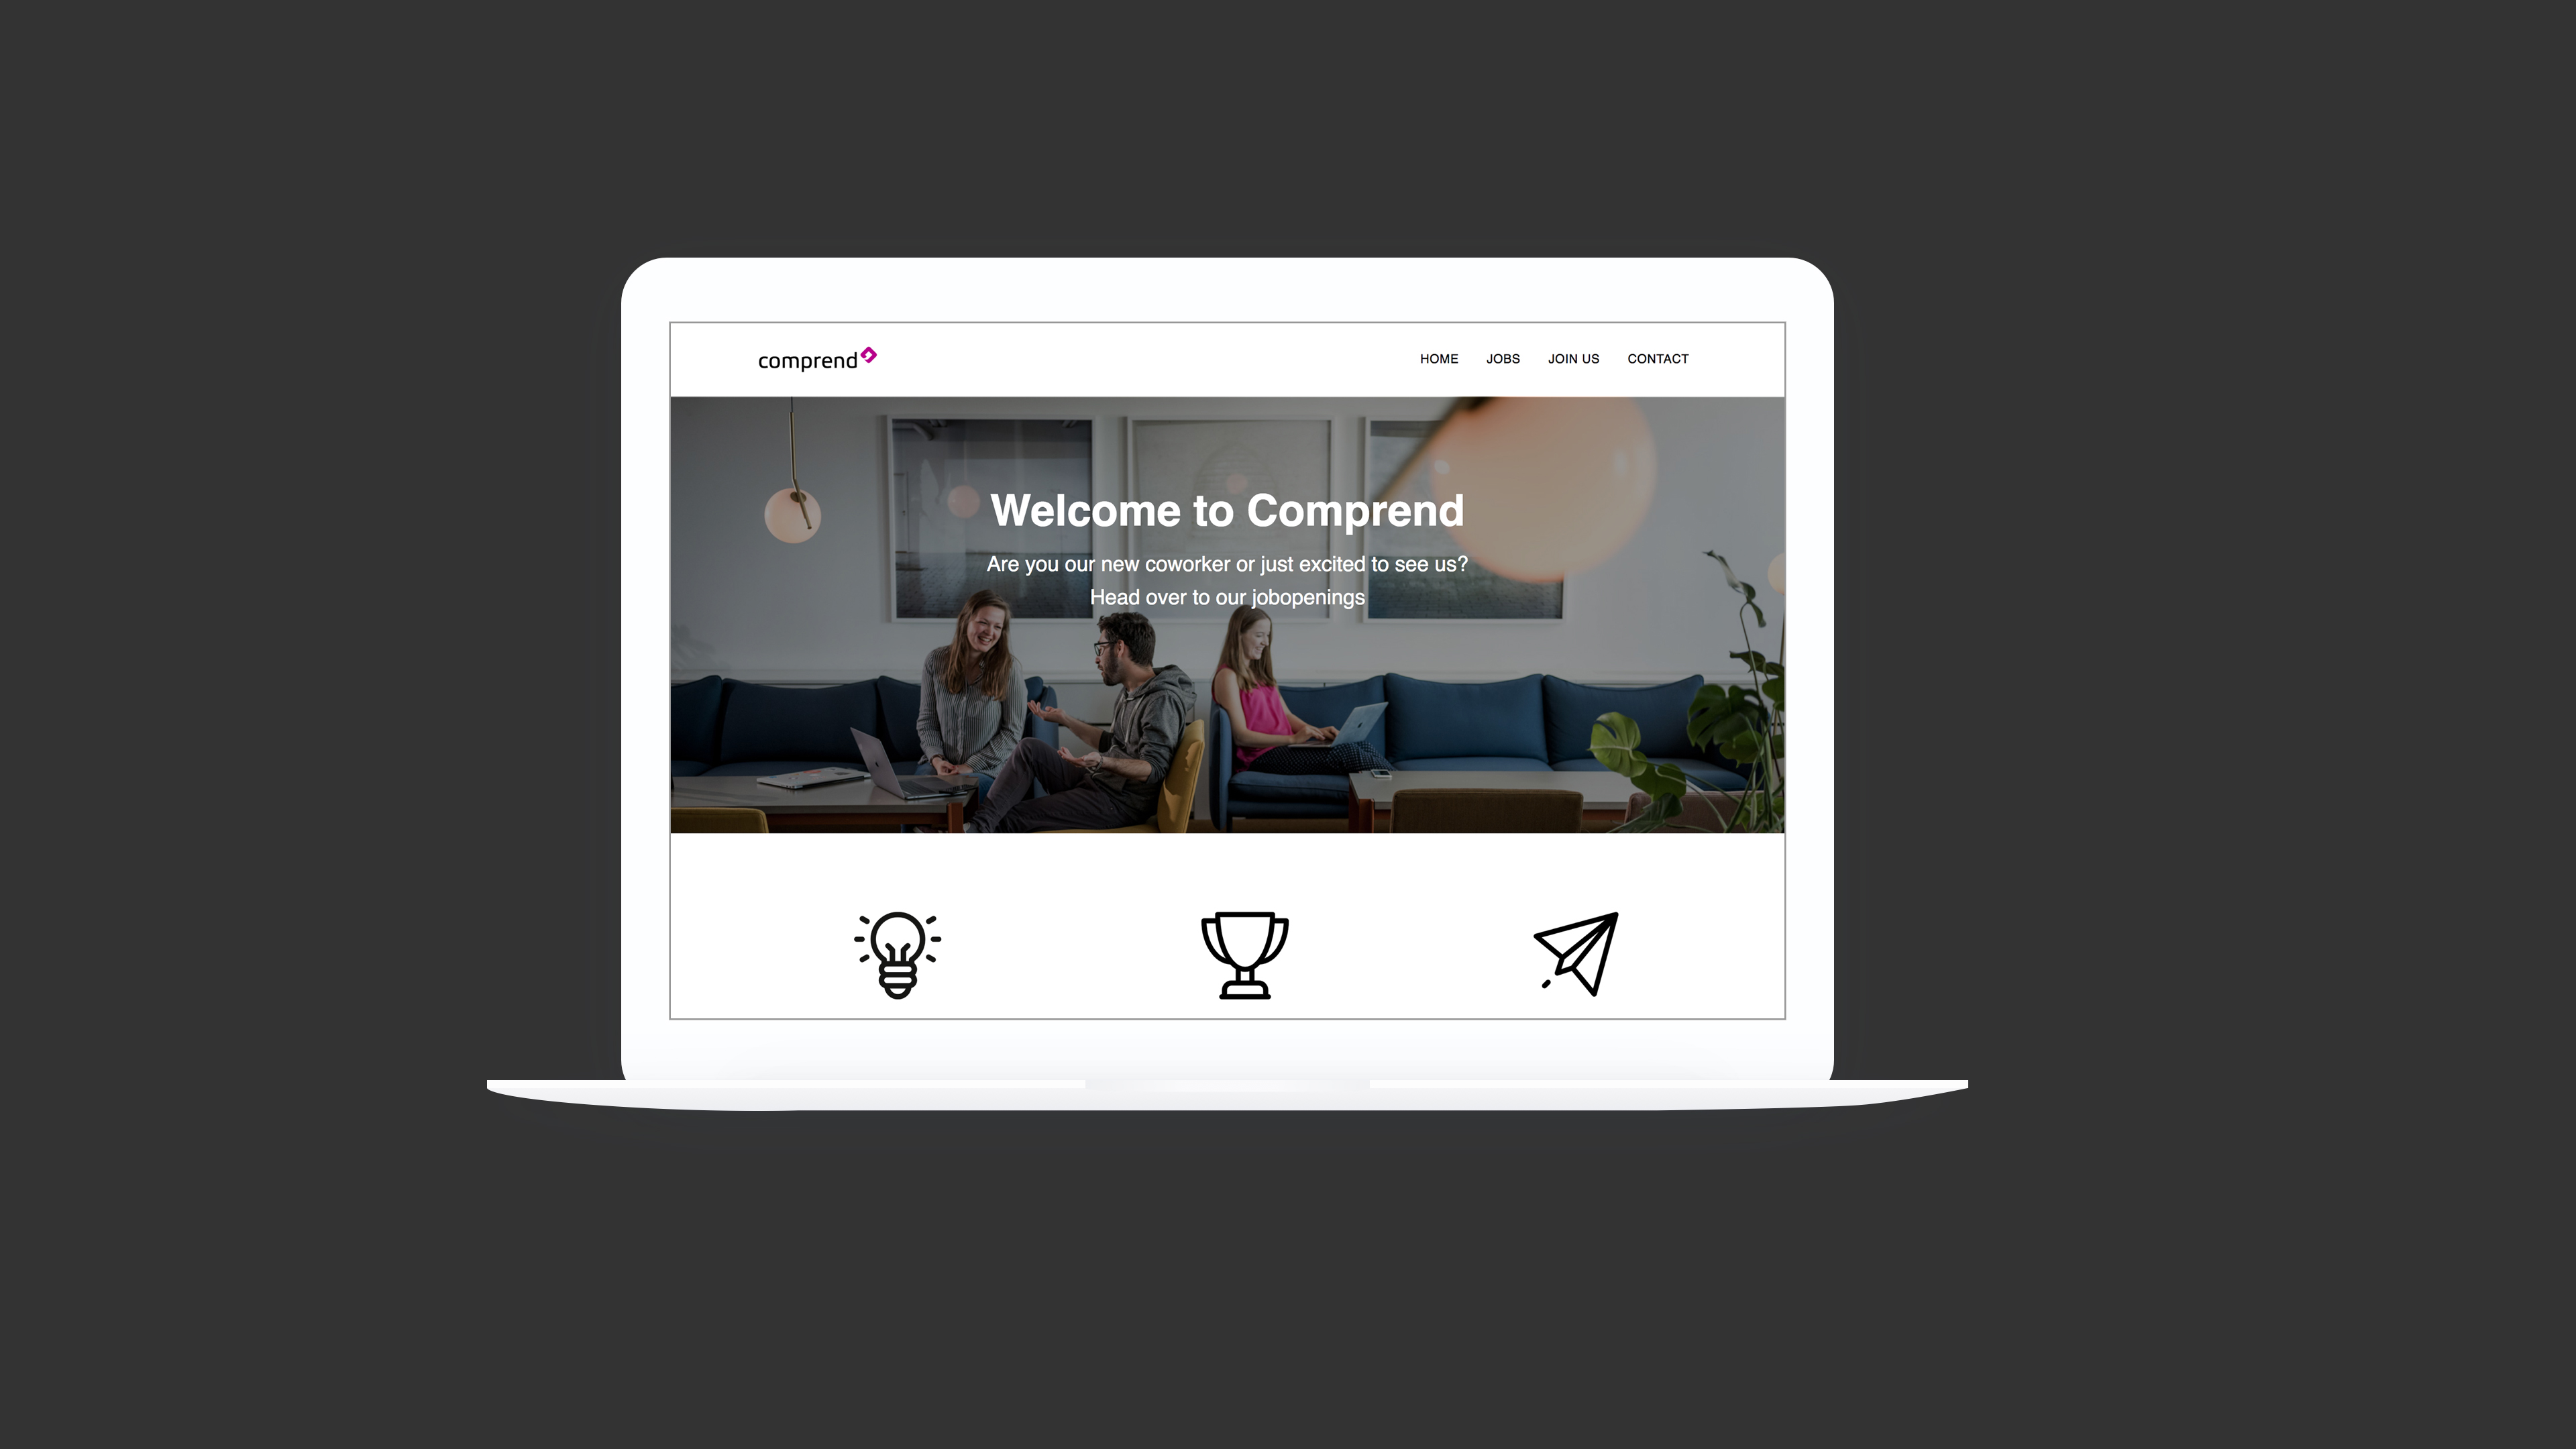 comprend
HOME JOBS JOIN US CONTACT
Welcome to Comprend
Are you our new coworker or just excited to see us?
Head over to our jobopenings